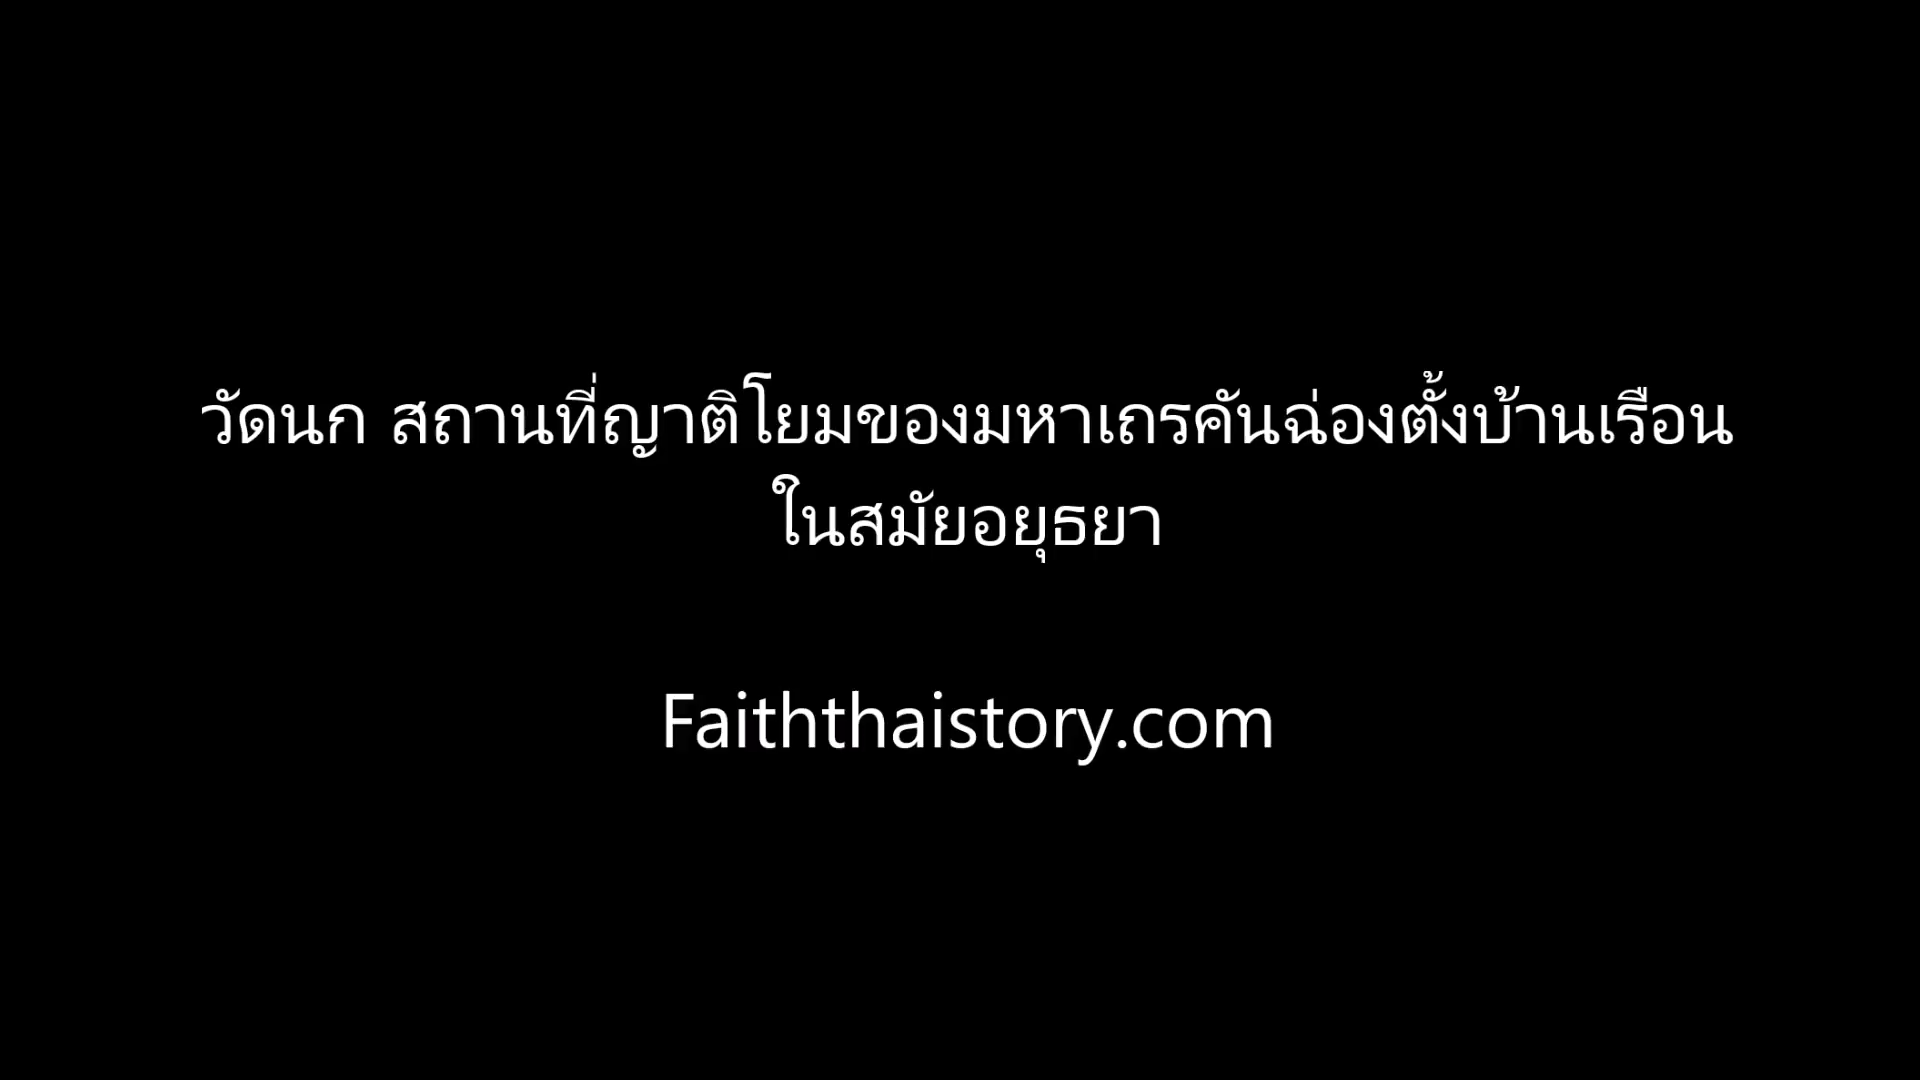 วัดนก สถานที่ญาติโยมของมหาเถรคันฉ่องตั้งบ้านเรือน
ในสมัยอยุธยา
Faiththaistory.com